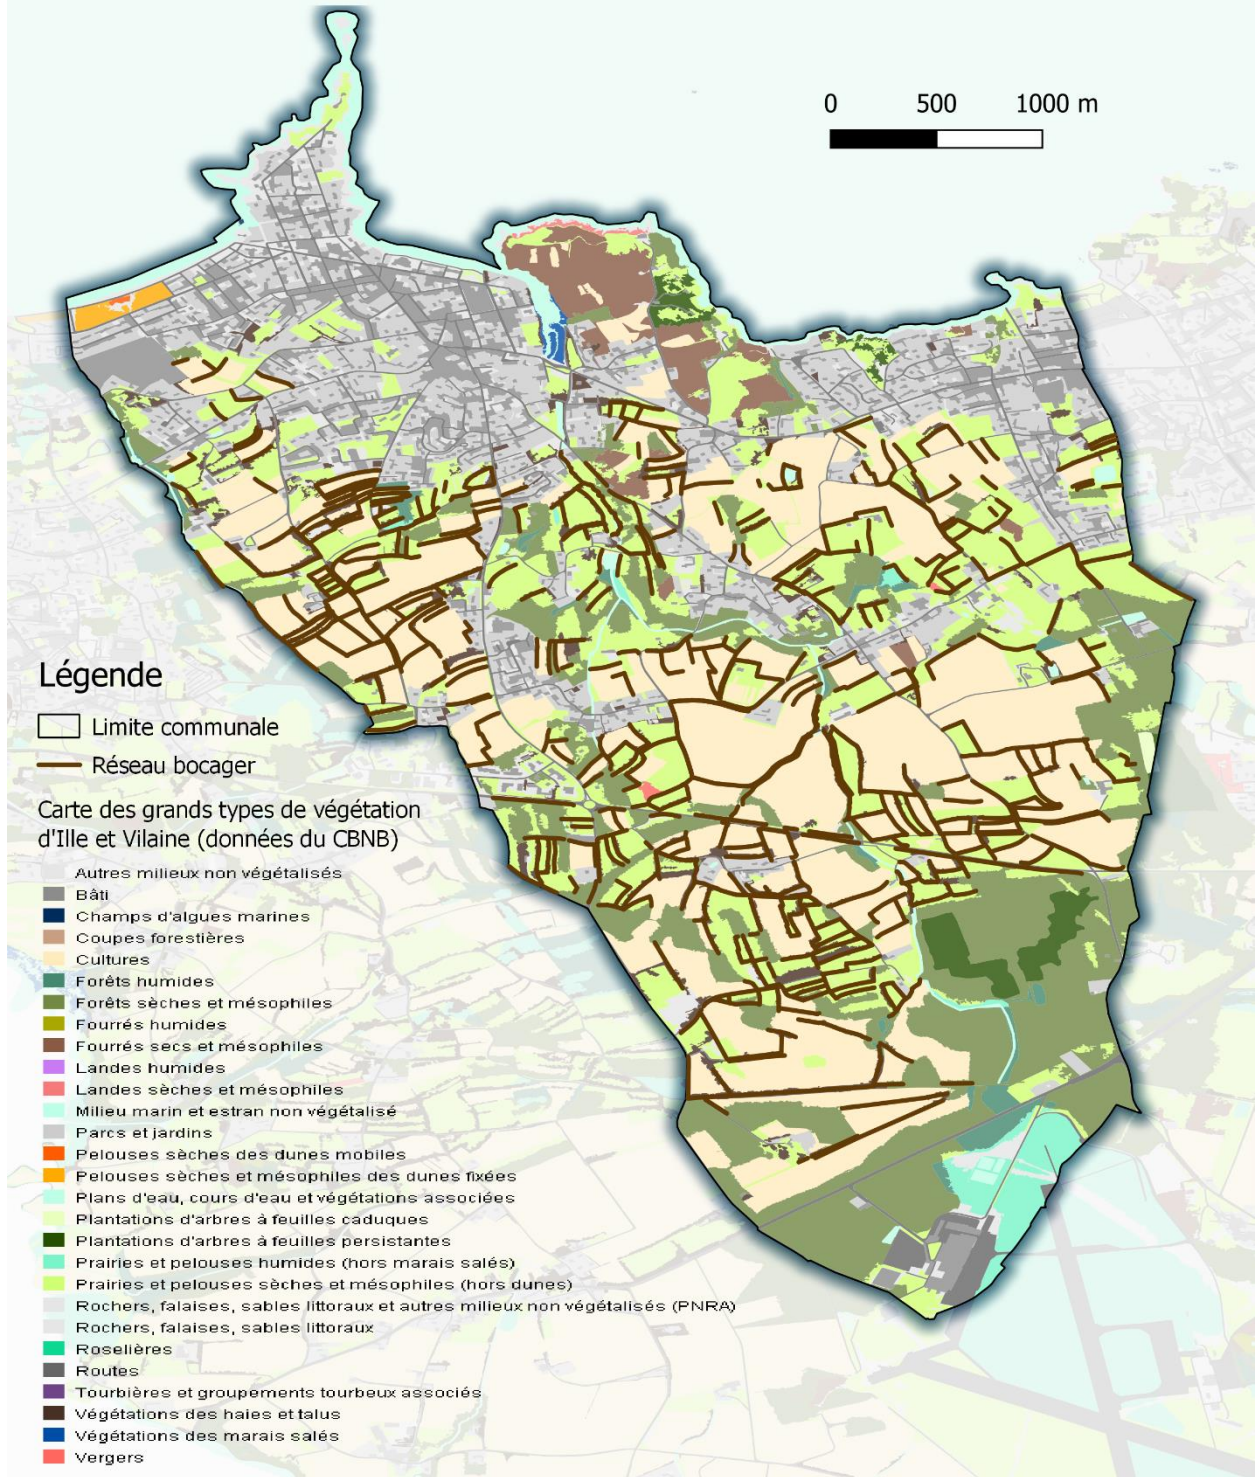 0 500 1000 m
Légende
Limite communale
Réseau bocager
Carte des grands types de végétation
d'Ille et Vilaine (données du CBNB)
Autres milieux non végétalisés
Bâti
Champs d'algues marines
Coupes forestières
Cultures
Forêts humides
Forêts sèches et mésophiles
Fourrés humides
Fourrés secs et mésophiles
Landes humides
Landes sèches et mésophiles
Milieu marin et estran non végétalisé
Parcs et jardins
Pelouses sèches des dunes mobiles
Pelouses sèches et mésophiles des dunes fixées
Plans d'eau, cours d'eau et végétations associées
Plantations d'arbres à feuilles caduques
Plantations d'arbres à feuilles persistantes
Prairies et pelouses humides (hors marais salés)
Prairies et pelouses sèches et mésophiles (hors dunes)
Rochers, falaises, sables littoraux et autres milieux non végétalisés (PNRA)
Rochers, falaises, sables littoraux
Roselières
Routes
Tourbières et groupements tourbeux associés
Végétations des haies et talus
Végétations des marais salés
Vergers